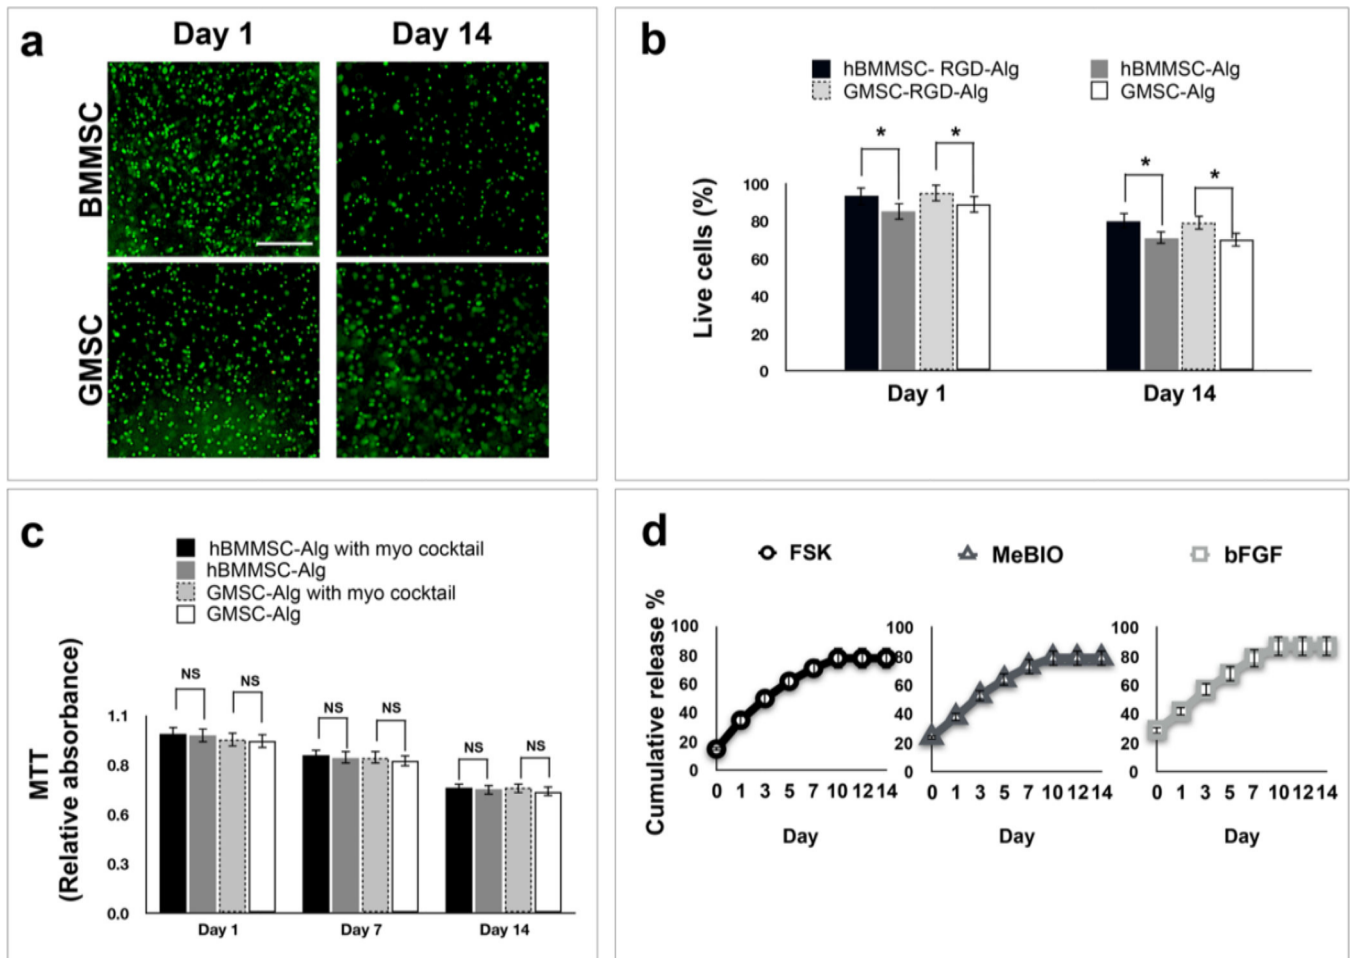 a
Day 1 Day 14
BMMSC
GMSC
b
hBMMSC- RGD-Alg hBMMSC-Alg
GMSC-RGD-Alg GMSC-Alg
* *
* *
Live cells (%)
100
80
60
40
20
0
Day 1 Day 14
c
hBMMSC-Alg with myo cocktail
hBMMSC-Alg
GMSC-Alg with myo cocktail
GMSC-Alg
MTT
(Relative absorbance)
NS NS
NS NS
NS NS
1.1
0.8
0.6
0.3
0.0
Day 1 Day 7 Day 14
d
FSK MeBIO bFGF
Cumulative release %
100
80
60
40
20
0
0 1 3 5 7 10 12 14
Day
100
80
60
40
20
0
0 1 3 5 7 10 12 14
Day
100
80
60
40
20
0
0 1 3 5 7 10 12 14
Day